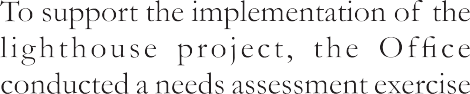 To support the implementation of the
lighthouse project, the Office
conducted a needs assessment exercise